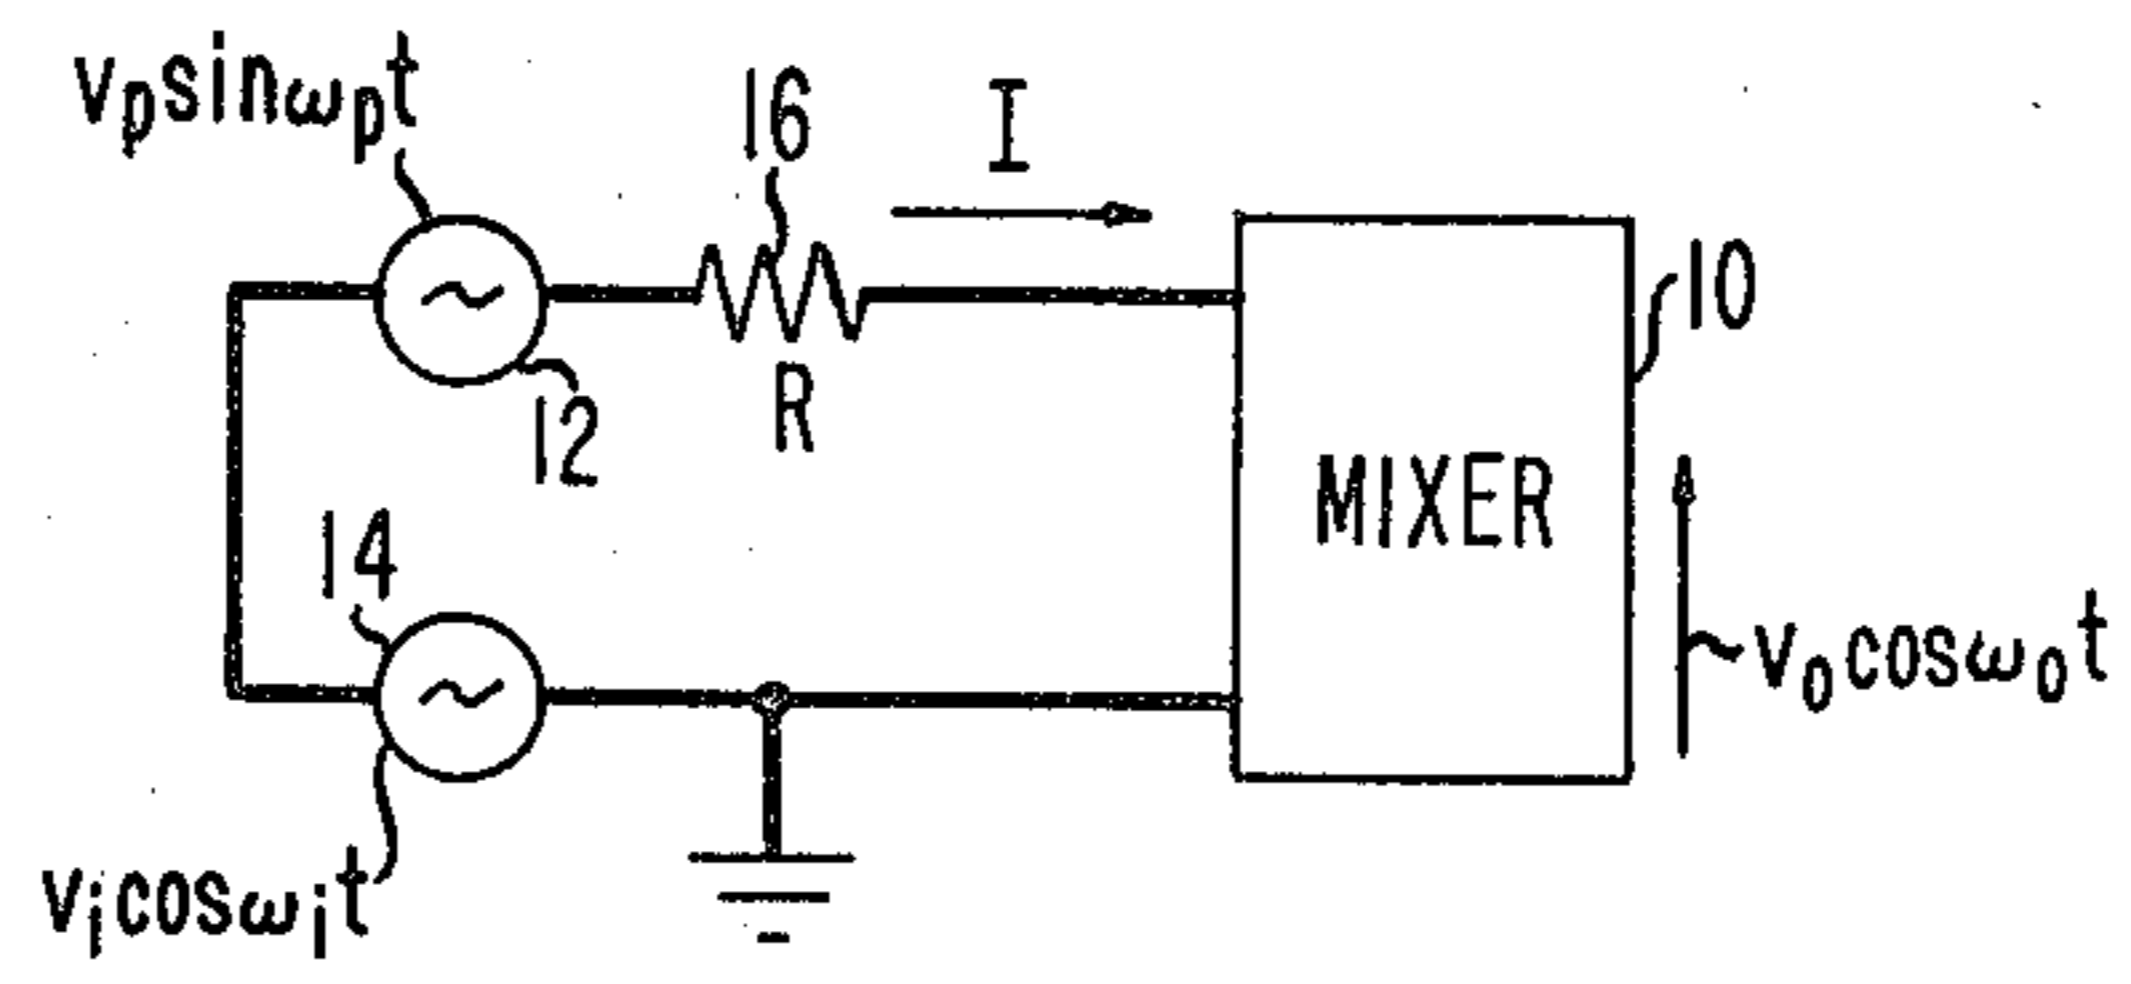 vₚsinωₚt
16
I
10
12
R
MIXER
14
v₀cosω₀t
vᵢcosωᵢt